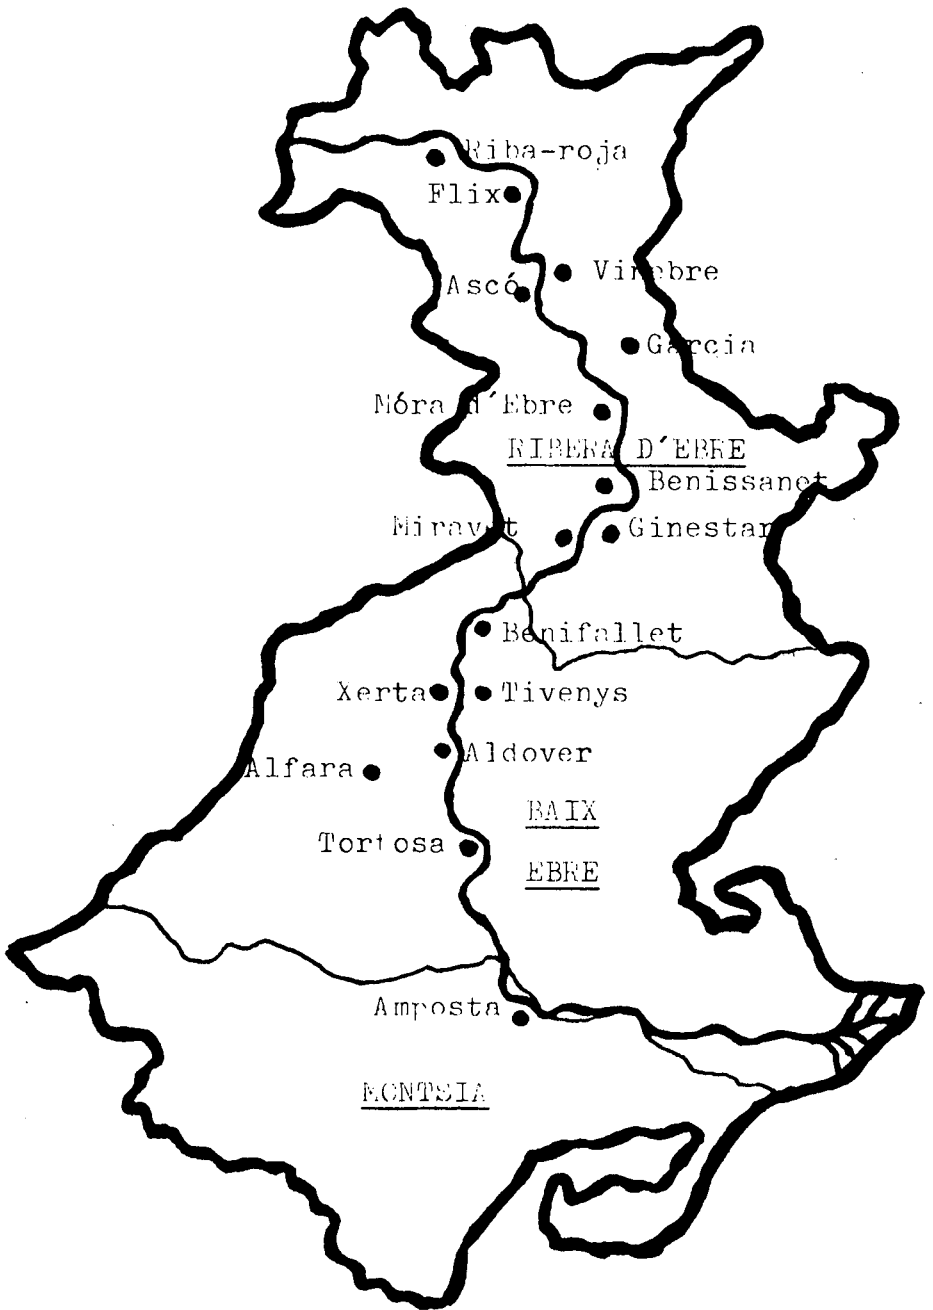 Riba-roja
Flix
Vinebre
Ascó
Garcia
Móra d'Ebre
RIBERA D'EBRE
Benissanet
Miravet
Ginestar
Benifallet
Xerta
Tivenys
Aldover
Alfara
BAIX
Tortosa
EBRE
Amposta
MONTSIA